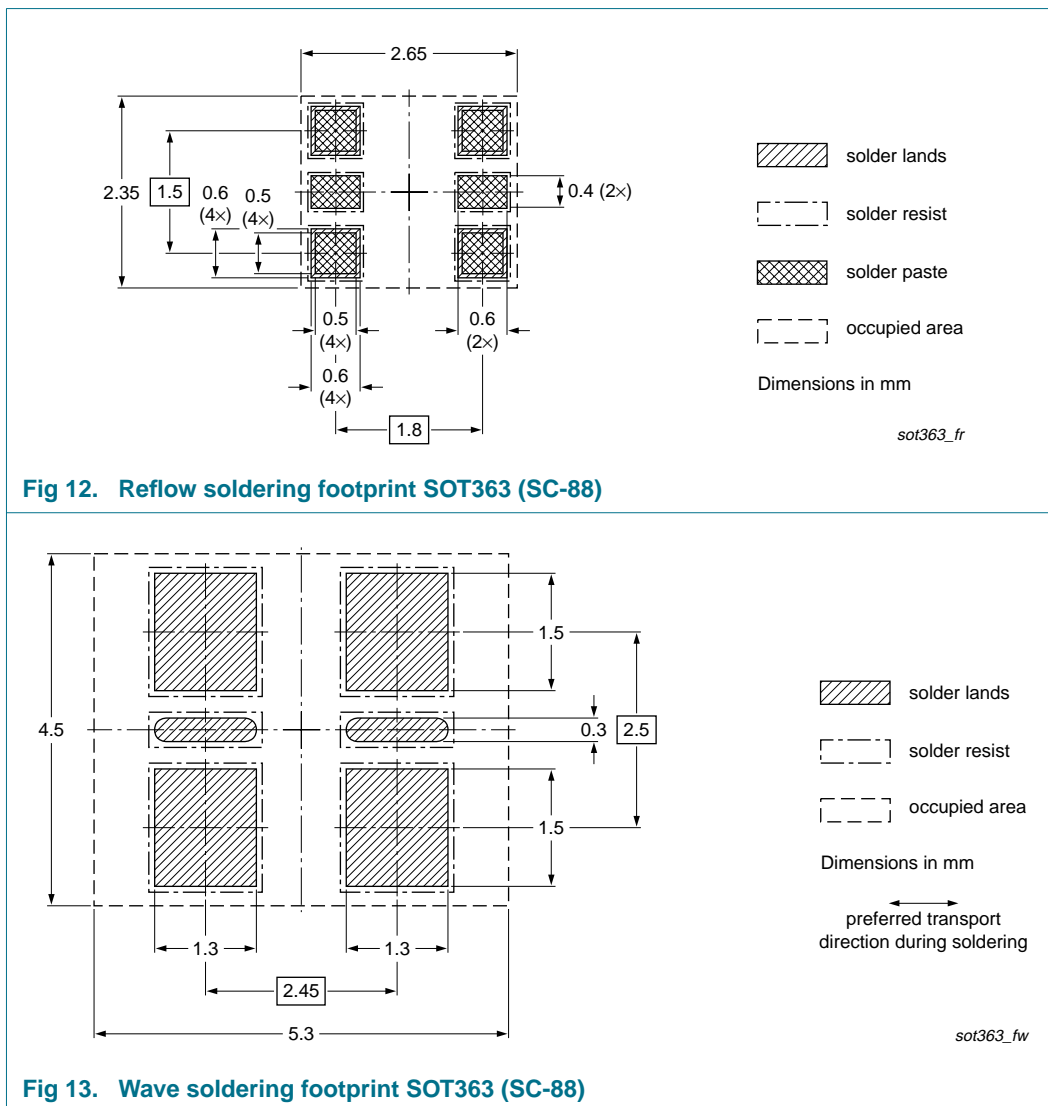 2.65
solder lands
2.35
1.5
0.6
(4×)
0.5
(4×)
0.4 (2×)
solder resist
solder paste
0.5
(4×)
0.6
(2×)
occupied area
0.6
(4×)
Dimensions in mm
1.8
sot363_fr
Fig 12. Reflow soldering footprint SOT363 (SC-88)
1.5
4.5
0.3
2.5
solder lands
solder resist
1.5
occupied area
Dimensions in mm
preferred transport
direction during soldering
1.3
1.3
2.45
5.3
sot363_fw
Fig 13. Wave soldering footprint SOT363 (SC-88)